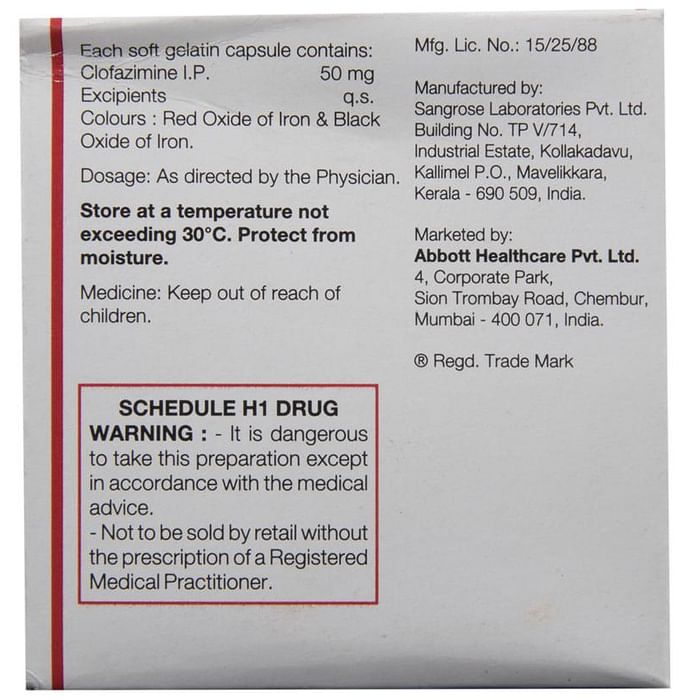 Each soft gelatin capsule contains:
Clofazimine I.P. 50 mg
Excipients q.s.
Colours : Red Oxide of Iron & Black
Oxide of Iron.
Dosage: As directed by the Physician.
Store at a temperature not
exceeding 30°C. Protect from
moisture.
Medicine: Keep out of reach of
children.
SCHEDULE H1 DRUG
WARNING : - It is dangerous
to take this preparation except
in accordance with the medical
advice.
- Not to be sold by retail without
the prescription of a Registered
Medical Practitioner.
Mfg. Lic. No.: 15/25/88
Manufactured by:
Sangrose Laboratories Pvt. Ltd.
Building No. TP V/714,
Industrial Estate, Kollakadavu,
Kallimel P.O., Mavelikkara,
Kerala - 690 509, India.
Marketed by:
Abbott Healthcare Pvt. Ltd.
4, Corporate Park,
Sion Trombay Road, Chembur,
Mumbai - 400 071, India.
® Regd. Trade Mark